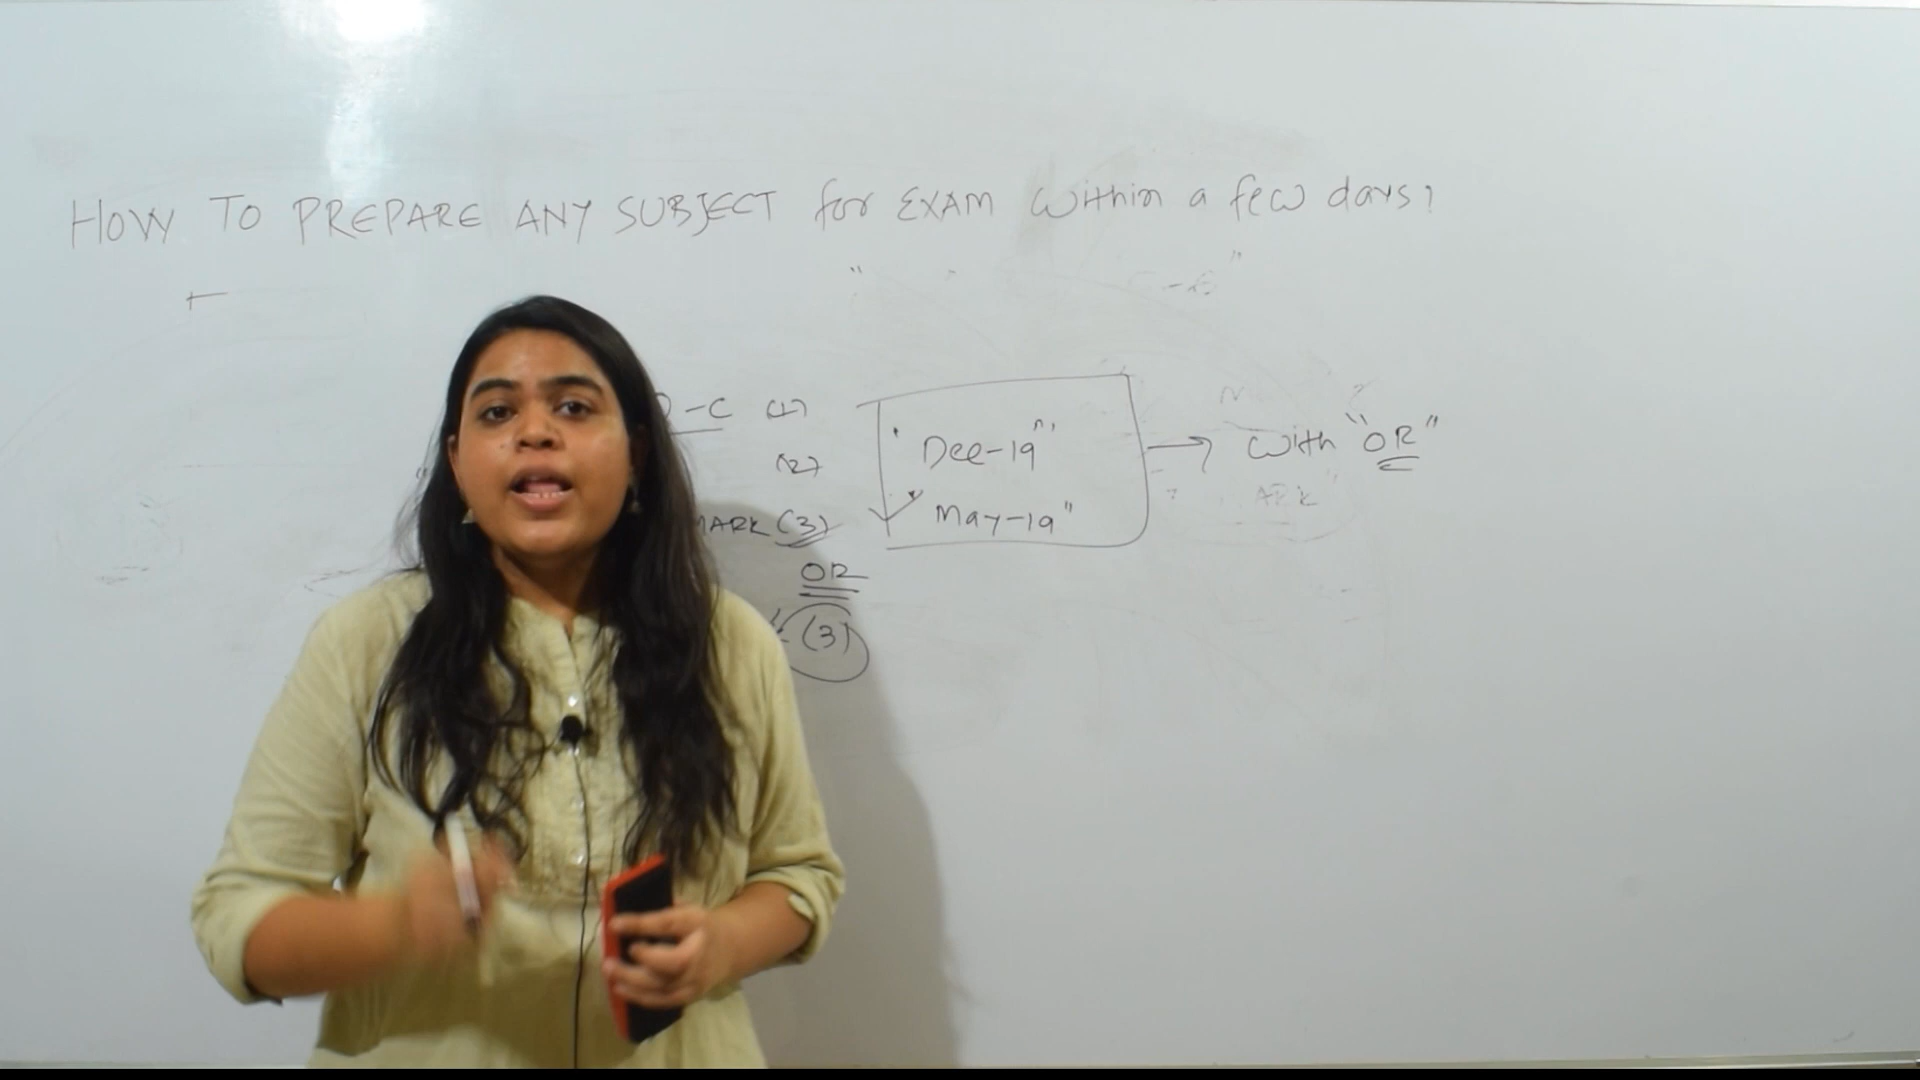 HOW TO PREPARE ANY SUBJECT for EXAM within a few days?
-C (1)
(2)
"Dec-19"
with "OR"
MARK (3)
May-19"
OR
(3)